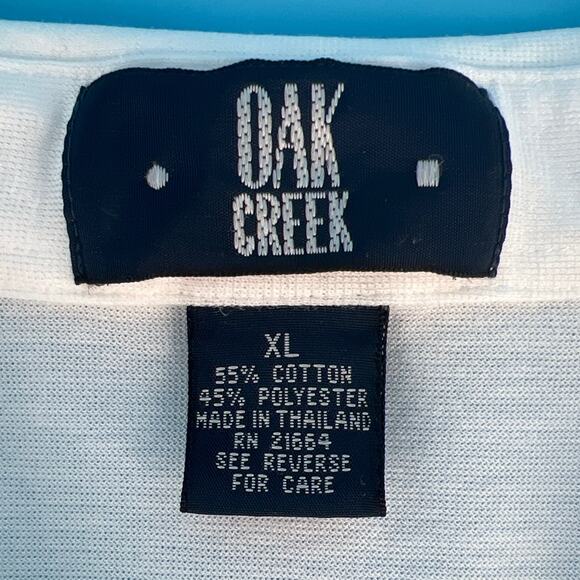 OAK
CREEK
XL
55% COTTON
45% POLYESTER
MADE IN THAILAND
RN 21664
SEE REVERSE
FOR CARE